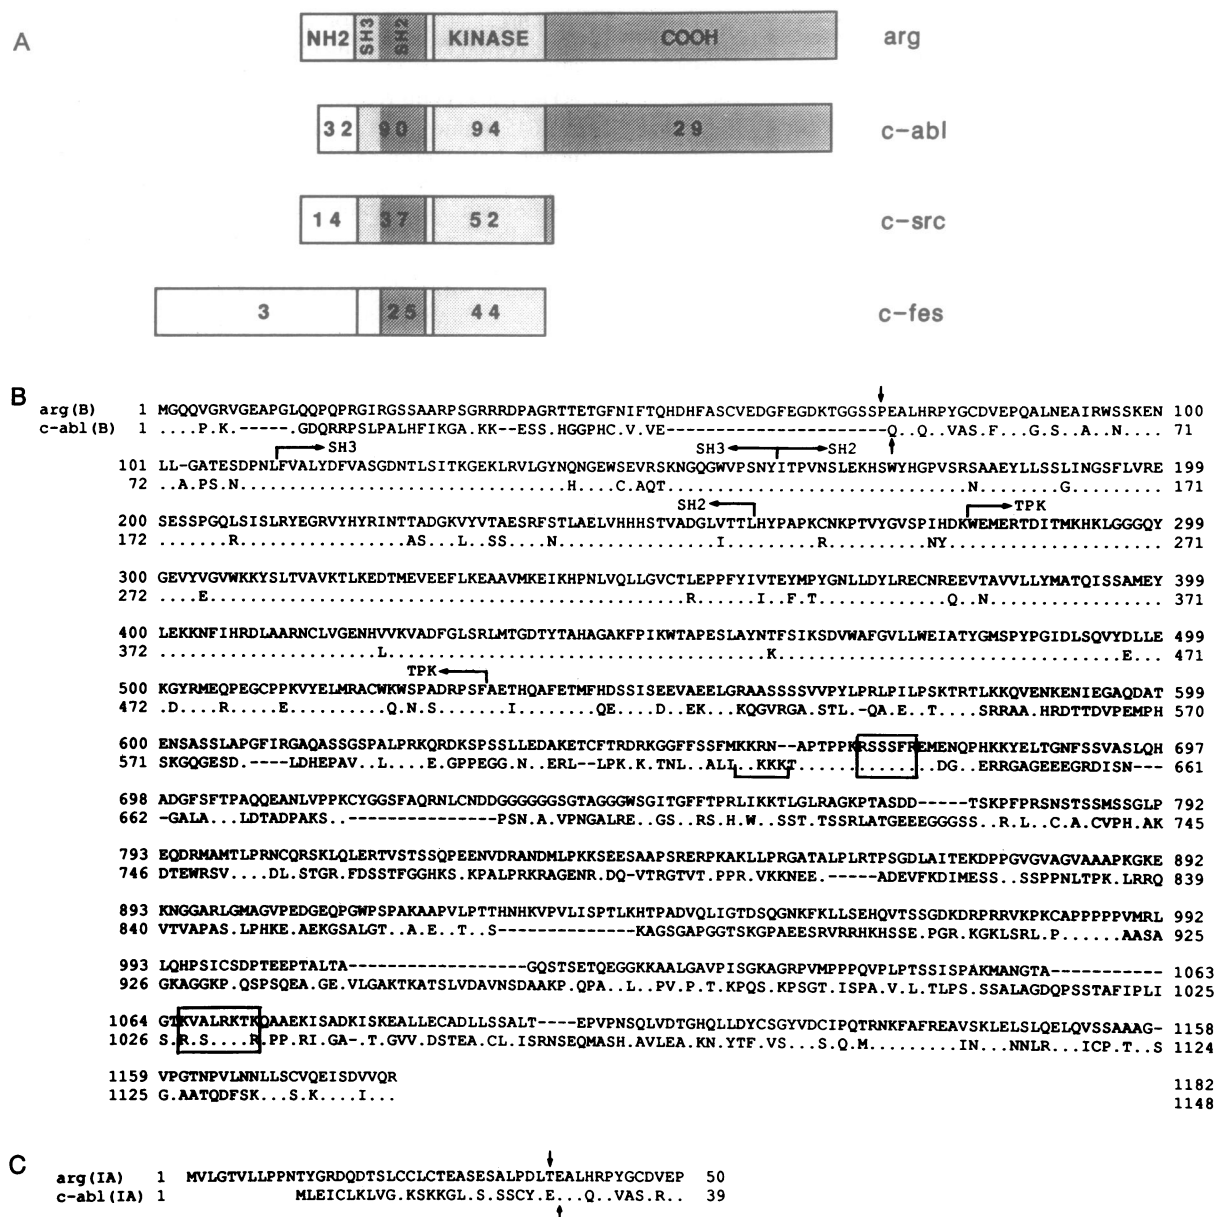 A
NH2 SH3 SH2 KINASE COOH arg
32 90 94 29 c-abl
14 37 52 c-src
3 25 44 c-fes
B
arg(B) 1 MGQQVGRVGEAPGLQQPQPRGIRGSSAARPSGRRRDPAGRTTETGFNIFTQHDHFASCVEDGFEGDKTGGSSPEALHRPYGCDVEPQALNEAIRWSSKEN 100
c-abl(B) 1 ....P.K.------.GDQRRPSLPALHFIKGA.KK--ESS.HGGPHC.V.VE--------------------Q..Q..VAS.F...G.S..A..N.... 71
SH3 SH3 SH2
101 LL-GATESDPNLFVALYDFVASGDNTLSITKGEKLRVLGYNQNGEWSEVRSKNGQGWVPSNYITPVNSLEKHSWYHGPVSRSAAEYLLSSLINGSFLVRE 199
72 ..A.PS.N................................H....C.AQT..............................N........G......... 171
SH2 TPK
200 SESSPGQLSISLRYEGRVYHYRINTTADGKVYVTAESRFSTLAELVHHHSTVADGLVTTLHYPAPKCNKPTVYGVSPIHDKWEMERTDITMKHKLGGGQY 299
172 .......R.................AS...L..SS....N................I.........R..........NY..................... 271
300 GEVYVGVWKKYSLTVAVKTLKEDTMEVEEFLKEAAVMKEIKHPNLVQLLGVCTLEPPFYIVTEYMPYGNLLDYLRECNREEVTAVVLLYMATQISSAMEY 399
272 ....E................................................R......I..F.T.............Q..N................. 371
400 LEKKNFIHRDLAARNCLVGENHVVKVADFGLSRLMTGDTYTAHAGAKFPIKWTAPESLAYNTFSIKSDVWAFGVLLWEIATYGMSPYPGIDLSQVYDLLE 499
372 ......................L......................................K..................................E... 471
TPK
500 KGYRMEQPEGCPPKVYELMRACWKWSPADRPSFAETHQAFETMFHDSSISEEVAEELGRAASSSSVVPYLPRLPILPSKTRTLKKQVENKENIEGAQDAT 599
472 .D....R.....E..........Q.N.S.......I........QE....D..EK...KQGVRGA.STL.-QA.E..T....SRRAA.HRDTTDVPEMPH 570
600 ENSASSLAPGFIRGAQASSGSPALPRKQRDKSPSSLLEDAKETCFTRDRKGGFFSSFMKKRN--APTPPKRSSSFREMENQPHKKYELTGNFSSVASLQH 697
571 SKGQGESD.----.LDHEPAV..L....E.GPPEGG.N..ERL--LPK.K.TNL..ALI..KKKT..............DG..ERRGAGEEEGRDISN--- 661
698 ADGFSFTPAQQEANLVPPKCYGGSFAQRNLCNDDGGGGGGSGTAGGGWSGITGFFTPRLIKKTLGLRAGKPTASDD-----TSKPFPRSNSTSSMSSGLP 792
662 -GALA...LDTADPAKS..---------------PSN.A.VPNGALRE..GS..RS.H.W..SST.TSSRLATGEEEGGGSS..R.L..C.A.CVPH.AK 745
793 EQDRMAMTLPRNCQRSKLQLERTVSTSSQPEENVDRANDMLPKKSEESAAPSRERPKAKLLPRGATALPLRTPSGDLAITEKDPPGVGVAGVAAAPKGKE 892
746 DTEWRSV....DL.STGR.FDSSTFGGHKS.KPALPRKRAGENR.DQ-VTRGTVT.PPR.VKKNEE.-----ADEVFKDIMESS..SSPPNLTPK.LRRQ 839
893 KNGGARLGMAGVPEDGEQPGWPSPAKAAPVLPTTHNHKVPVLISPTLKHTPADVQLIGTDSQGNKFKLLSEHQVTSSGDKDRPRRVKPKCAPPPPPVMRL 992
840 VTVAPAS.LPHKE.AEKGSALGT..A.E..T..S--------------KAGSGAPGGTSKGPAEESRVRRHKHSSE.PGR.KGKLSRL.P......AASA 925
993 LQHPSICSDPTEEPTALTA------------------GQSTSETQEGGKKAALGAVPISGKAGRPVMPPPQVPLPTSSISPAKMANGTA----------- 1063
926 GKAGGKP.QSPSQEA.GE.VLGAKTKATSLVDAVNSDAAKP.QPA..L..PV.P.T.KPQS.KPSGT.ISPA.V.L.TLPS.SSALAGDQPSSTAFIPLI 1025
1064 GTKVALRKTKQAAEKISADKISKEALLECADLLSSALT----EPVPNSQLVDTGHQLLDYCSGYVDCIPQTRNKFAFREAVSKLELSLQELQVSSAAAG- 1158
1026 S.R.S....R.PP.RI.GA-.T.GVV.DSTEA.CL.ISRNSEQMASH.AVLEA.KN.YTF.VS...S.Q.M.........IN...NNLR...ICP.T..S 1124
1159 VPGTNPVLNNLLSCVQEISDVVQR 1182
1125 G.AATQDFSK...S.K....I... 1148
C
arg(IA) 1 MVLGTVLLPPNTYGRDQDTSLCCLCTEASESALPDLTEALHRPYGCDVEP 50
c-abl(IA) 1 MLEICLKLVG.KSKKGL.S.SSCY.E...Q..VAS.R.. 39